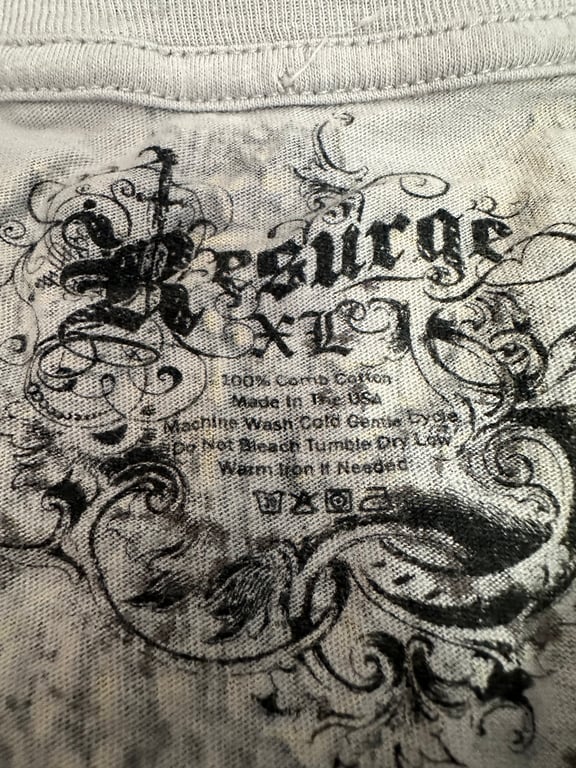 Resurge
XL
100% Comb Cotton
Made In The USA
Machine Wash Cold Gentle Cycle
Do Not Bleach Tumble Dry Low
Warm Iron If Needed